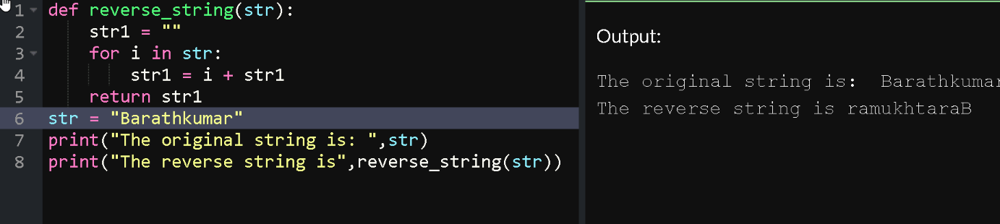 1 def reverse_string(str):
2     str1 = ""
3     for i in str:
4         str1 = i + str1
5     return str1
6 str = "Barathkumar"
7 print("The original string is: ",str)
8 print("The reverse string is",reverse_string(str))
Output:
The original string is:  Barathkumar
The reverse string is ramukhtaraB